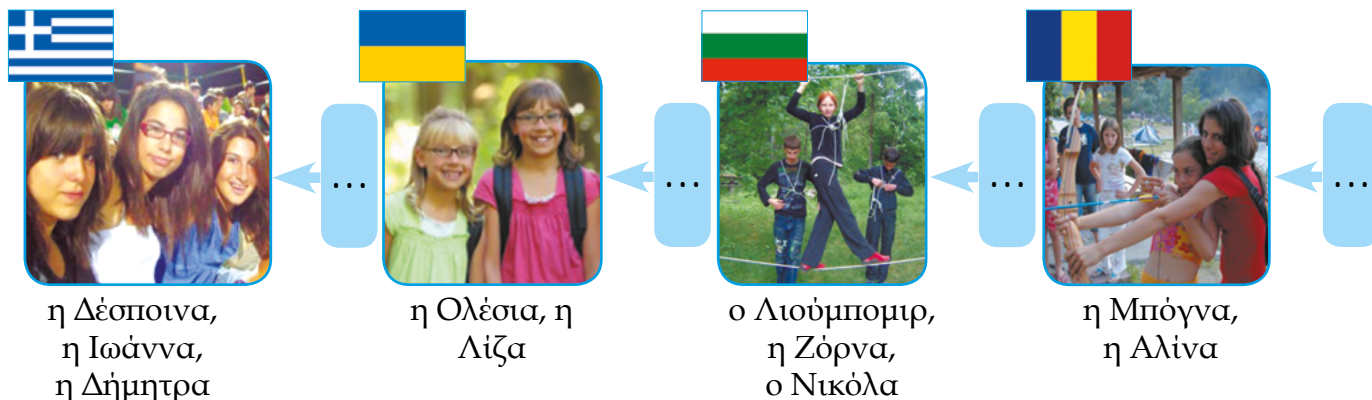 ...
...
...
...
η Δέσποινα,
η Ιωάννα,
η Δήμητρα
η Ολέσια, η
Λίζα
ο Λιούμπομιρ,
η Ζόρνα,
ο Νικόλα
η Μπόγνα,
η Αλίνα